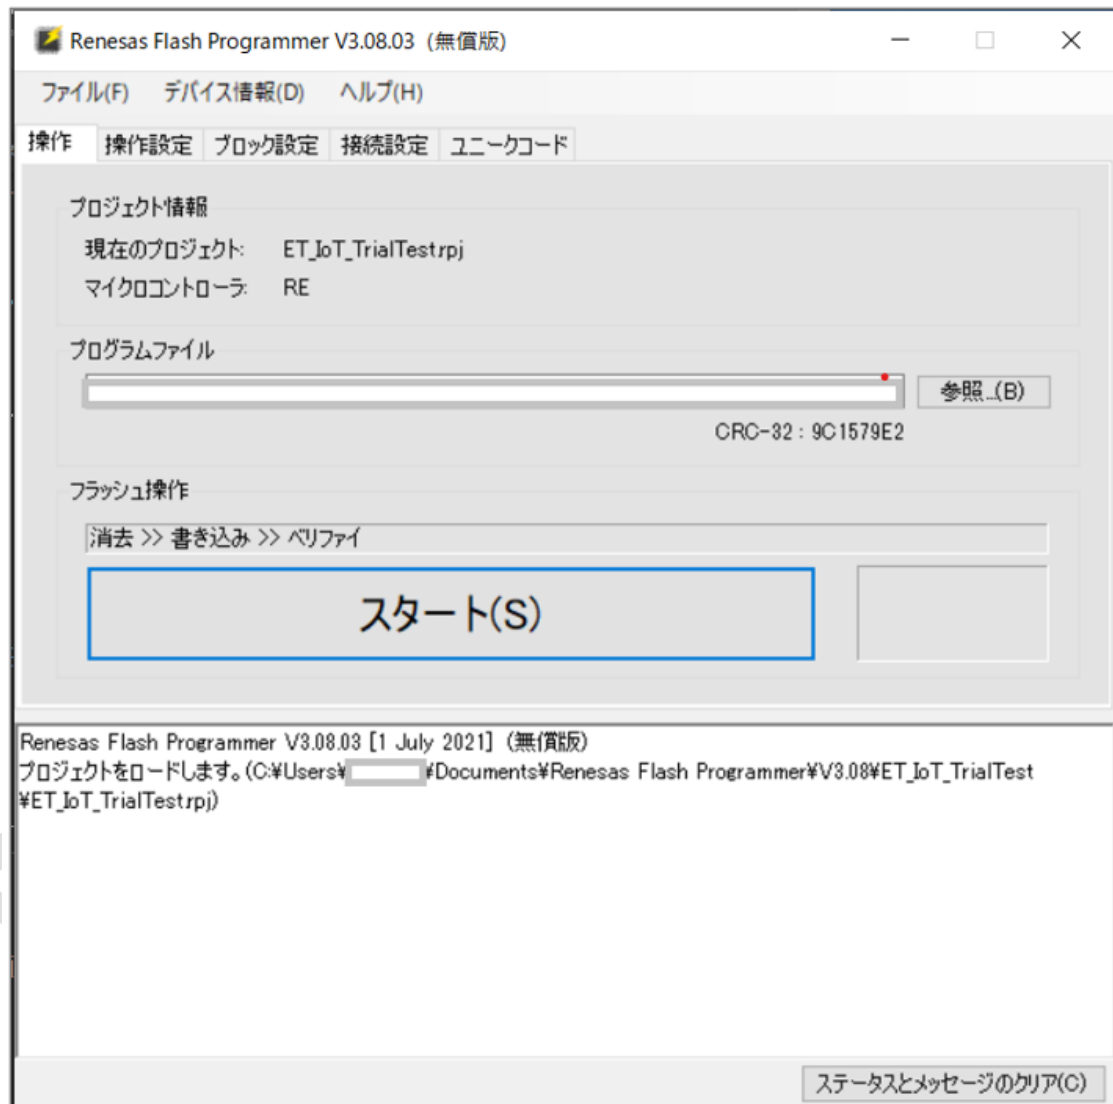 Renesas Flash Programmer V3.08.03 (無償版)
ファイル(F) デバイス情報(D) ヘルプ(H)
操作 操作設定 ブロック設定 接続設定 ユニークコード
プロジェクト情報
現在のプロジェクト: ET_IoT_TrialTest.rpj
マイクロコントローラ: RE
プログラムファイル
参照...(B)
CRC-32 : 9C1579E2
フラッシュ操作
消去 >> 書き込み >> ベリファイ
スタート(S)
Renesas Flash Programmer V3.08.03 [1 July 2021] (無償版)
プロジェクトをロードします。(C:¥Users¥ ¥Documents¥Renesas Flash Programmer¥V3.08¥ET_IoT_TrialTest
¥ET_IoT_TrialTest.rpj)
ステータスとメッセージのクリア(C)